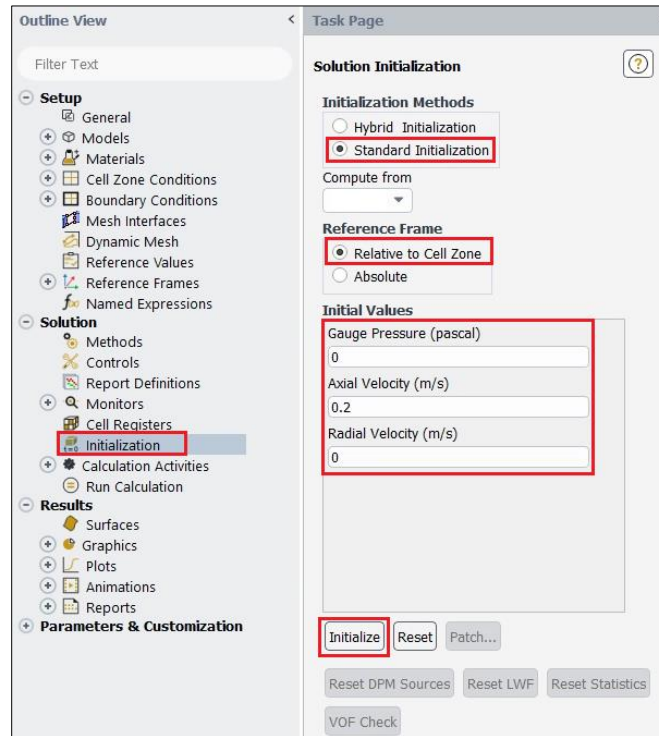 Outline View
<
Filter Text
Setup
General
Models
Materials
Cell Zone Conditions
Boundary Conditions
Mesh Interfaces
Dynamic Mesh
Reference Values
Reference Frames
fx Named Expressions
Solution
Methods
Controls
Report Definitions
Monitors
Cell Registers
Initialization
Calculation Activities
Run Calculation
Results
Surfaces
Graphics
Plots
Animations
Reports
Parameters & Customization
Task Page
Solution Initialization
?
Initialization Methods
Hybrid Initialization
Standard Initialization
Compute from
Reference Frame
Relative to Cell Zone
Absolute
Initial Values
Gauge Pressure (pascal)
0
Axial Velocity (m/s)
0.2
Radial Velocity (m/s)
0
Initialize Reset Patch...
Reset DPM Sources Reset LWF Reset Statistics
VOF Check